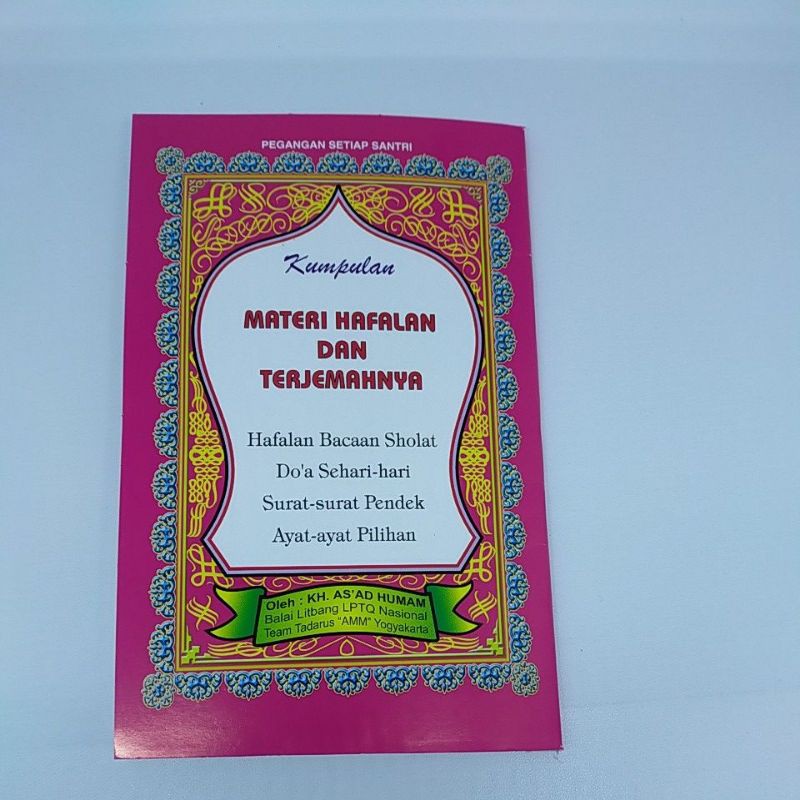 PEGANGAN SETIAP SANTRI
Kumpulan
MATERI HAFALAN
DAN
TERJEMAHNYA
Hafalan Bacaan Sholat
Do'a Sehari-hari
Surat-surat Pendek
Ayat-ayat Pilihan
Oleh : KH. AS'AD HUMAM
Balai Litbang LPTQ Nasional
Team Tadarus "AMM" Yogyakarta